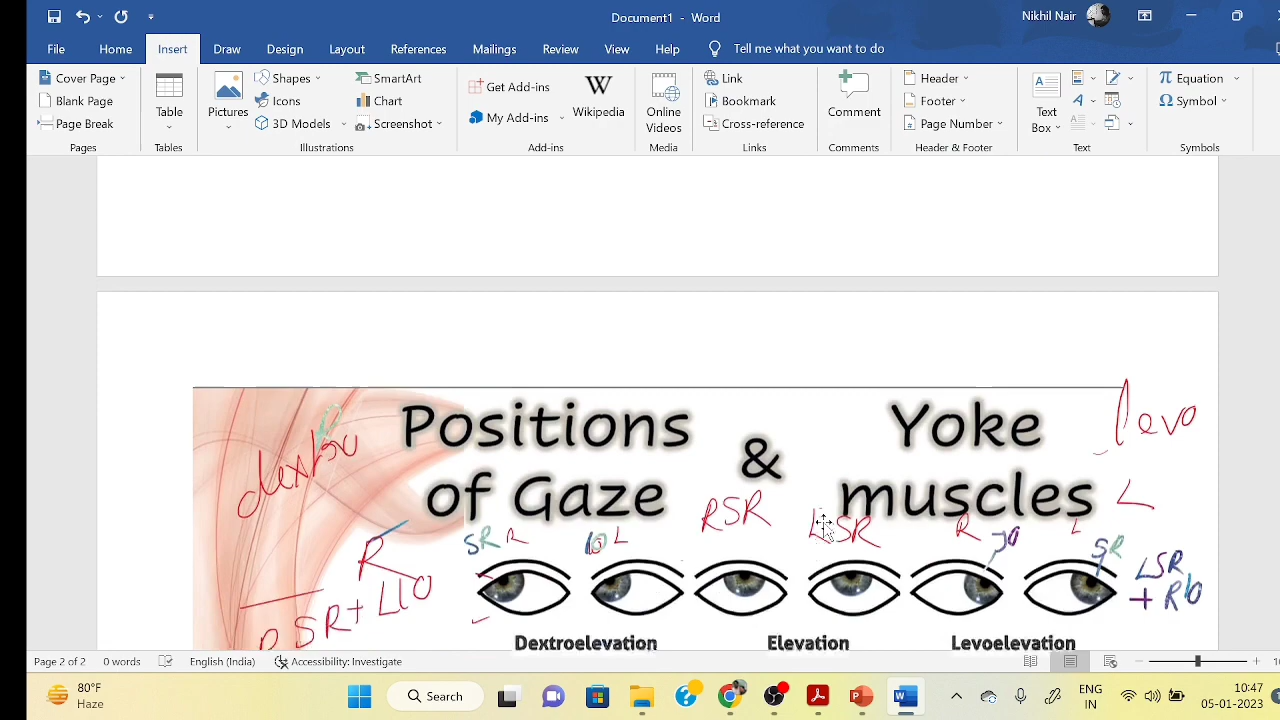 Document1 - Word
Nikhil Nair
File Home Insert Draw Design Layout References Mailings Review View Help Tell me what you want to do
Cover Page
Blank Page
Page Break
Pages
Table
Tables
Pictures
Shapes
Icons
3D Models
SmartArt
Chart
Screenshot
Illustrations
Get Add-ins
My Add-ins
W
Wikipedia
Add-ins
Online
Videos
Media
Link
Bookmark
Cross-reference
Links
Comment
Comments
Header
Footer
Page Number
Header & Footer
Text
Box
Text
Equation
Symbol
Symbols
Positions
of Gaze
&
Yoke
muscles
levo
L
RSR
LSR
SR R
IO L
R
IO
L
SR
R
R SR + LIO
LSR
+ RIO
Dextroelevation
Elevation
Levoelevation
Page 2 of 2 0 words English (India) Accessibility: Investigate
80°F
Haze
Search
ENG
IN
10:47
05-01-2023